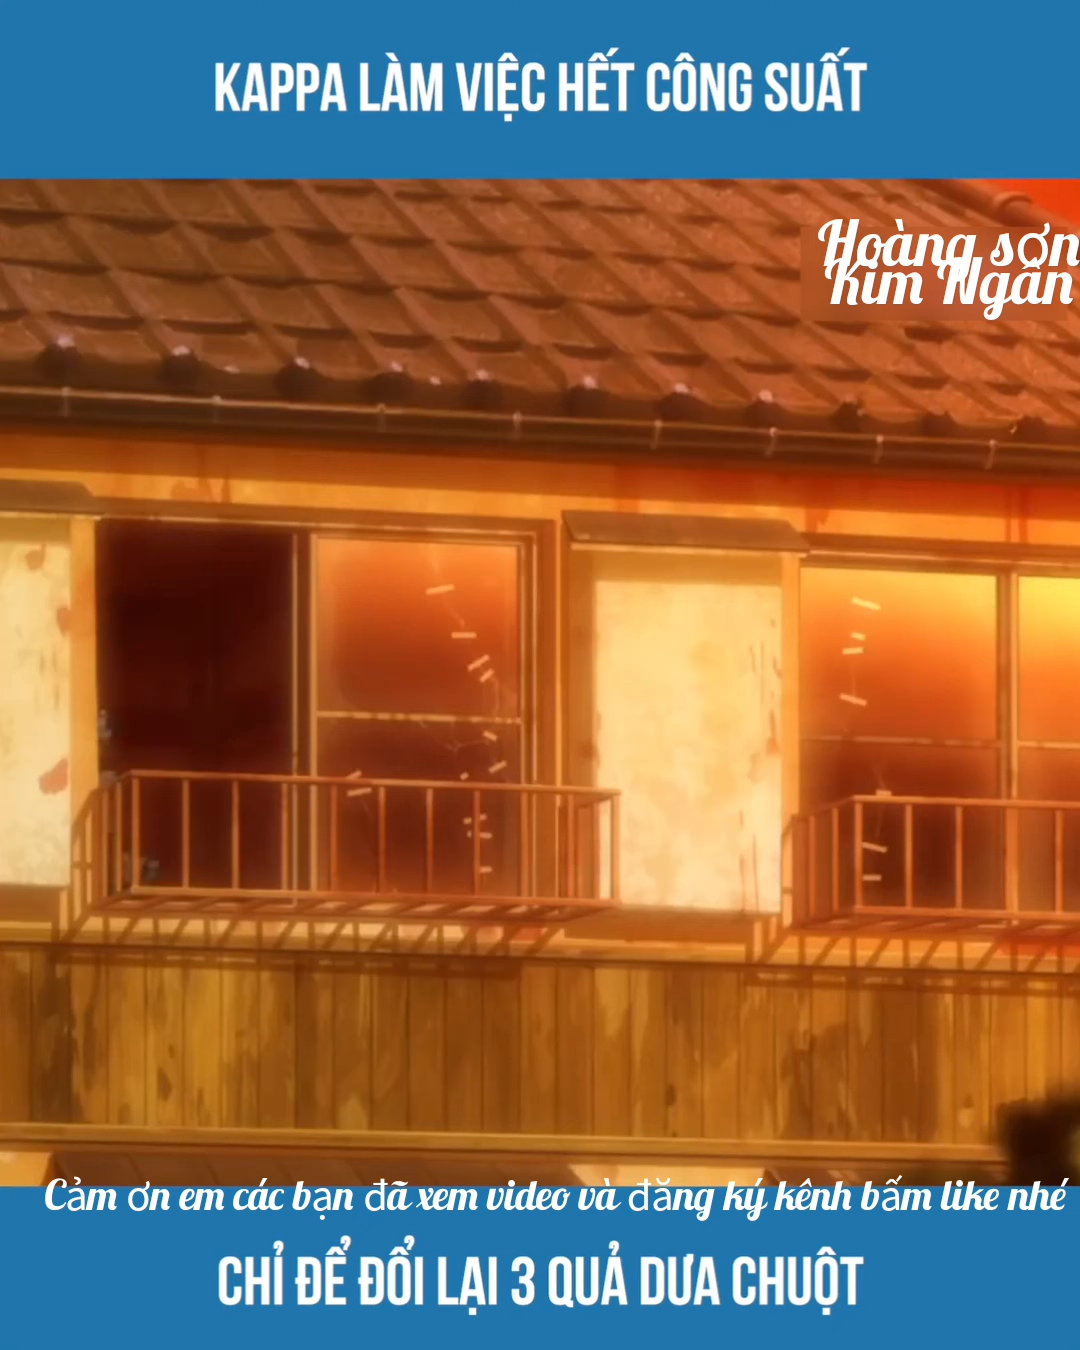 KAPPA LÀM VIỆC HẾT CÔNG SUẤT
Hoàng sơn
Kim Ngân
Cảm ơn em các bạn đã xem video và đăng ký kênh bấm like nhé
CHỈ ĐỂ ĐỔI LẠI 3 QUẢ DƯA CHUỘT